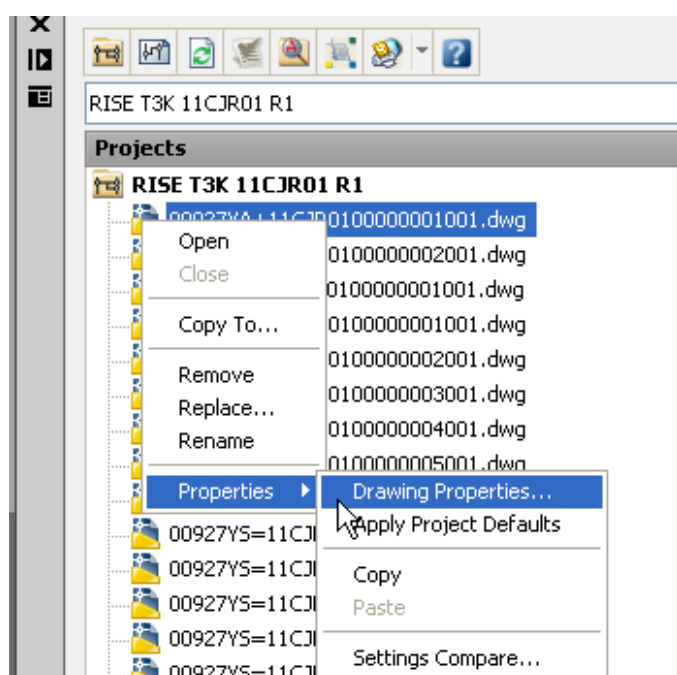 RISE T3K 11CJR01 R1
Projects
RISE T3K 11CJR01 R1
00927YA+11CJR0100000001001.dwg
0100000002001.dwg
0100000001001.dwg
0100000001001.dwg
0100000002001.dwg
0100000003001.dwg
0100000004001.dwg
0100000005001.dwg
Open
Close
Copy To...
Remove
Replace...
Rename
Properties
Drawing Properties...
Apply Project Defaults
Copy
Paste
Settings Compare...
00927YS=11CJ
00927YS=11CJ
00927YS=11CJ
00927YS=11CJ
00927YS=11CJ